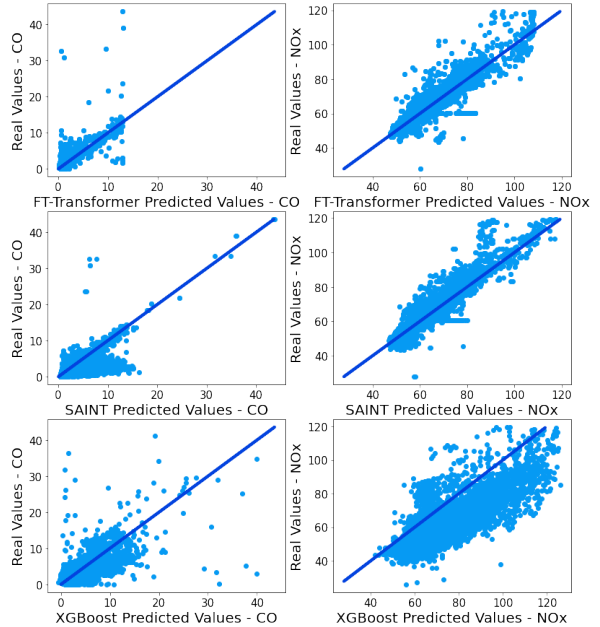 Real Values - CO
40
30
20
10
0
0 10 20 30 40
FT-Transformer Predicted Values - CO
Real Values - NOx
120
100
80
60
40
40 60 80 100 120
FT-Transformer Predicted Values - NOx
Real Values - CO
40
30
20
10
0
0 10 20 30 40
SAINT Predicted Values - CO
Real Values - NOx
120
100
80
60
40
40 60 80 100 120
SAINT Predicted Values - NOx
Real Values - CO
40
30
20
10
0
0 10 20 30 40
XGBoost Predicted Values - CO
Real Values - NOx
120
100
80
60
40
40 60 80 100 120
XGBoost Predicted Values - NOx